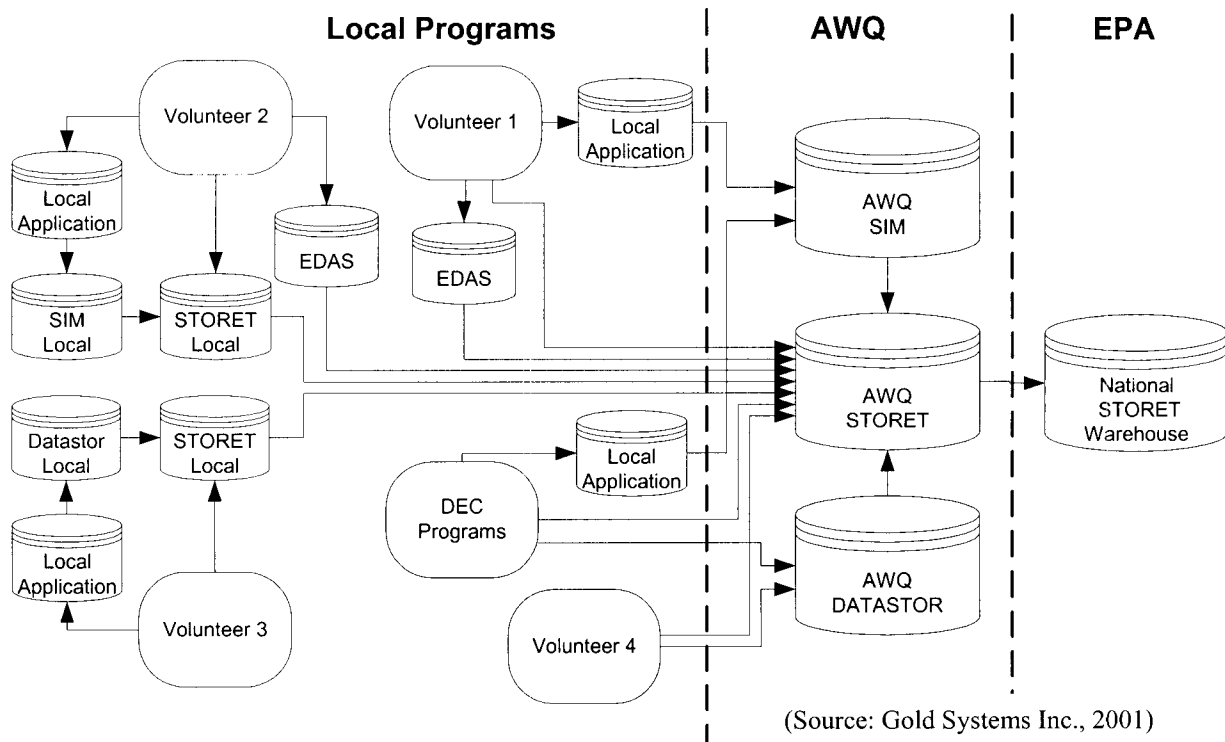 Local Programs
AWQ
EPA
Volunteer 2
Volunteer 1
Local
Application
Local
Application
EDAS
EDAS
AWQ
SIM
SIM
Local
STORET
Local
AWQ
STORET
National
STORET
Warehouse
Datastor
Local
STORET
Local
Local
Application
DEC
Programs
Local
Application
AWQ
DATASTOR
Volunteer 3
Volunteer 4
(Source: Gold Systems Inc., 2001)